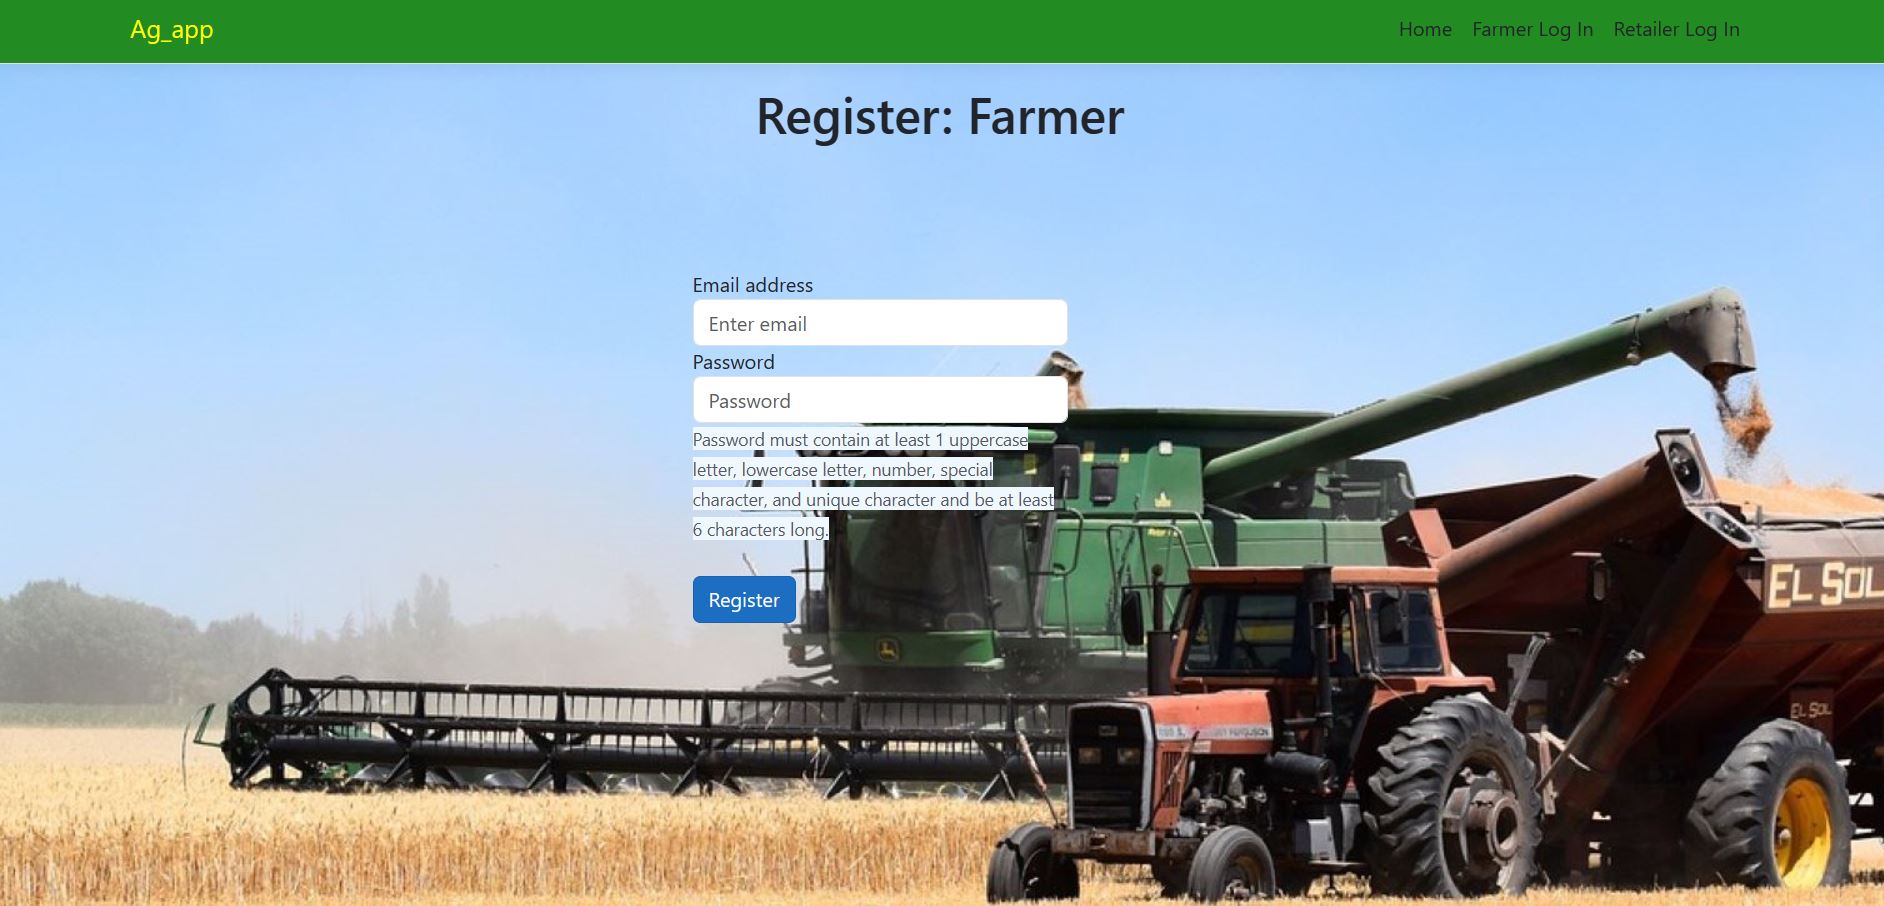 Ag_app
Home Farmer Log In Retailer Log In
Register: Farmer
Email address
Enter email
Password
Password
Password must contain at least 1 uppercase
letter, lowercase letter, number, special
character, and unique character and be at least
6 characters long.
Register
EL SOL
EL SOL